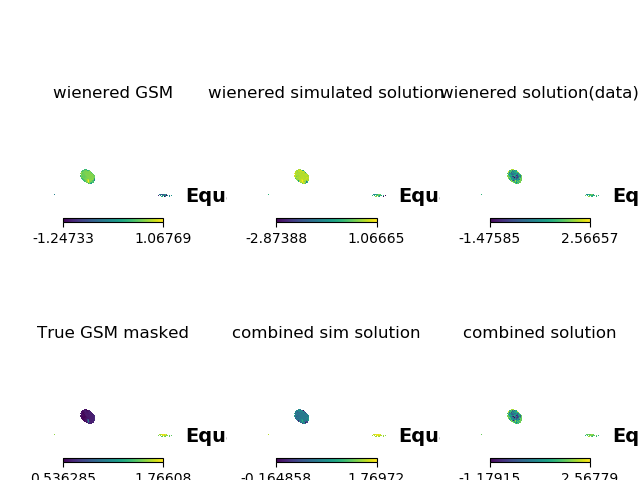 wienered GSM wienered simulated solution wienered solution(data)
Equ Equ Eq
-1.24733 1.06769 -2.87388 1.06665 -1.47585 2.56657
True GSM masked combined sim solution combined solution
Equ Equ Eq
0.536285 1.76608 -0.164858 1.76972 -1.17915 2.56779